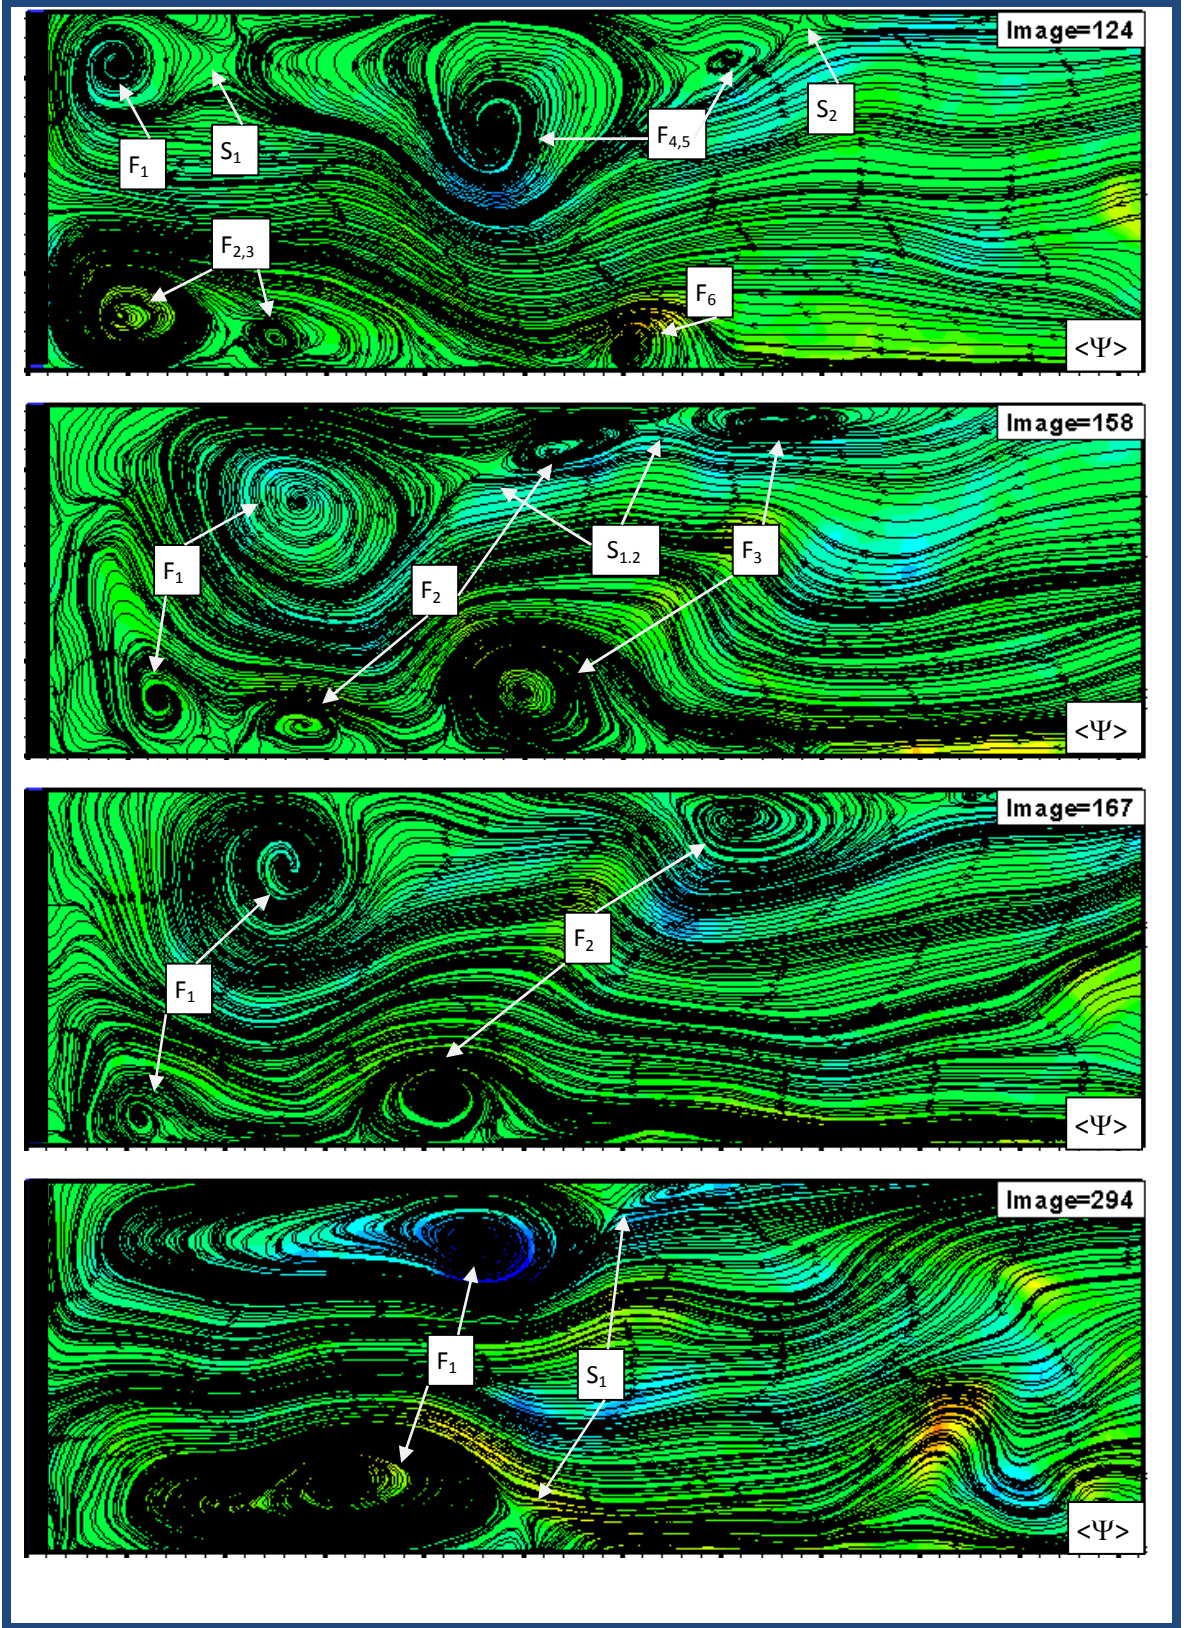 Image=124
S₂
F₄,₅
F₁
S₁
F₂,₃
F₆
<Ψ>
Image=158
S₁.₂
F₃
F₁
F₂
<Ψ>
Image=167
F₂
F₁
<Ψ>
Image=294
F₁
S₁
<Ψ>